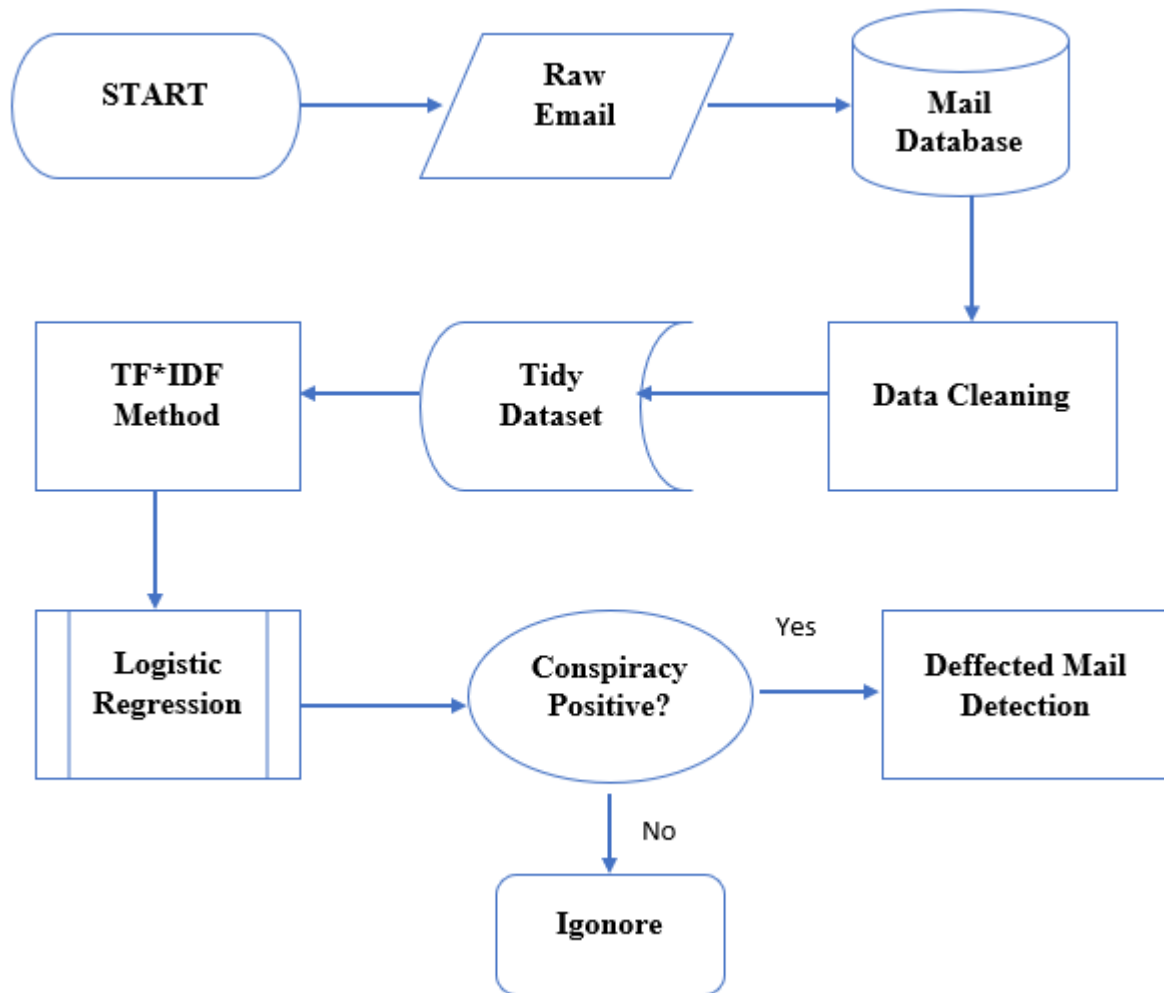 START
Raw
Email
Mail
Database
TF*IDF
Method
Tidy
Dataset
Data Cleaning
Logistic
Regression
Conspiracy
Positive?
Yes
Deffected Mail
Detection
No
Igonore